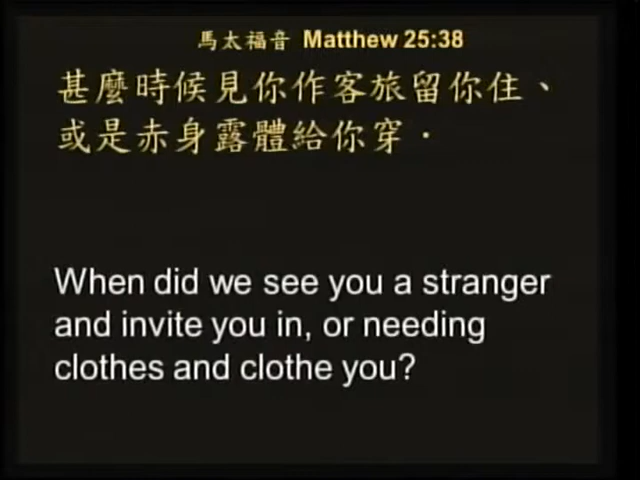 馬太福音 Matthew 25:38
甚麼時候見你作客旅留你住、
或是赤身露體給你穿．
When did we see you a stranger
and invite you in, or needing
clothes and clothe you?